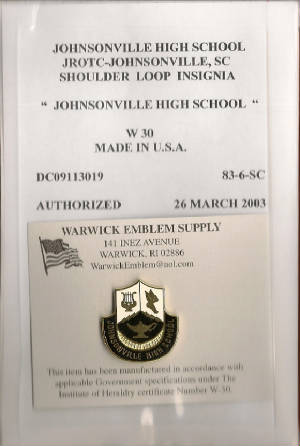 JOHNSONVILLE HIGH SCHOOL
JROTC-JOHNSONVILLE, SC
SHOULDER LOOP INSIGNIA
" JOHNSONVILLE HIGH SCHOOL "
W 30
MADE IN U.S.A.
DC09113019 83-6-SC
AUTHORIZED 26 MARCH 2003
WARWICK EMBLEM SUPPLY
141 INEZ AVENUE
WARWICK, RI 02886
WarwickEmblem@aol.com
JOHNSONVILLE HIGH SCHOOL
This item has been manufactured in accordance with
applicable Government specifications under The
Institute of Heraldry certificate Number W-30.